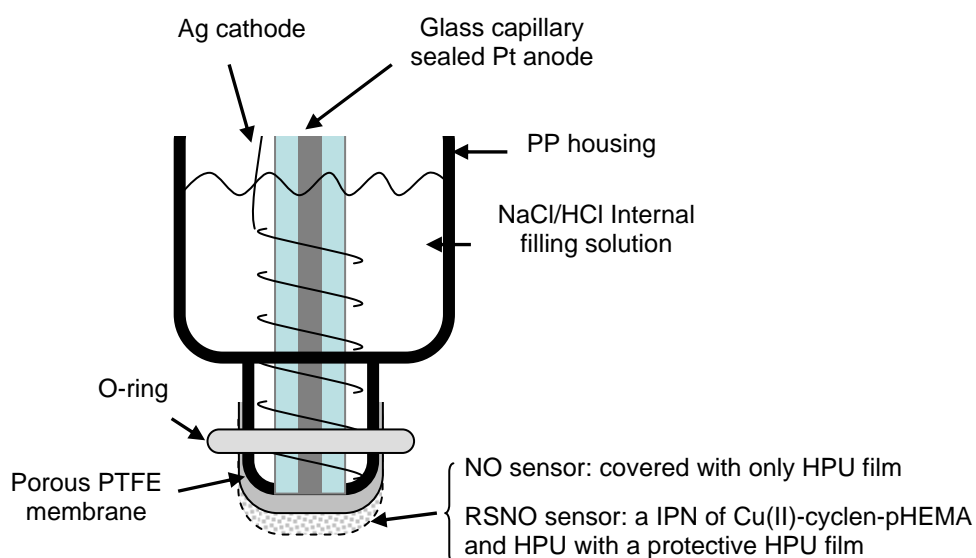 Ag cathode
Glass capillary
sealed Pt anode
PP housing
NaCl/HCl Internal
filling solution
O-ring
Porous PTFE
membrane
NO sensor: covered with only HPU film
RSNO sensor: a IPN of Cu(II)-cyclen-pHEMA
and HPU with a protective HPU film